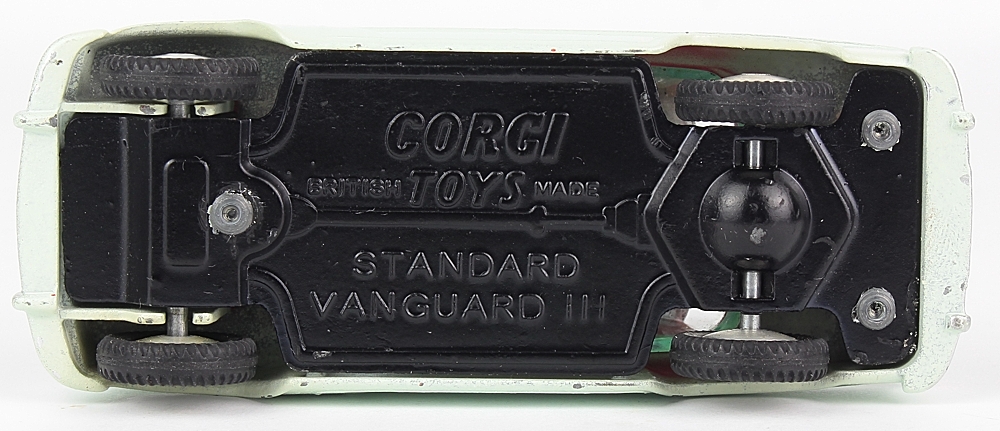 CORGI
BRITISH TOYS MADE
STANDARD
VANGUARD III